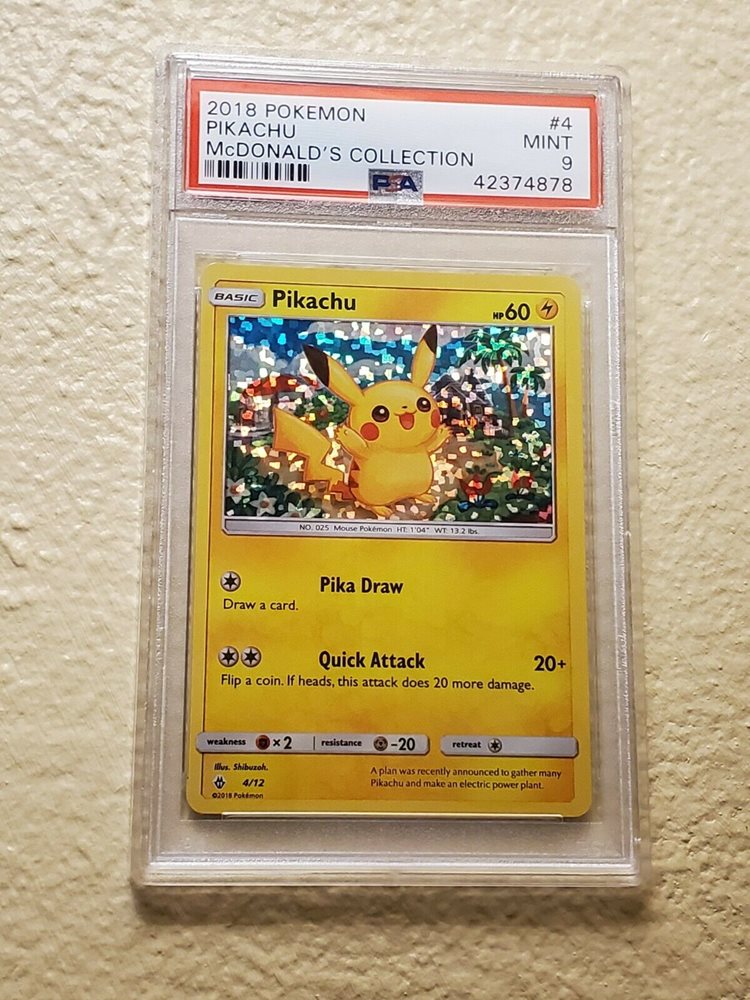 2018 POKEMON #4
PIKACHU MINT
McDONALD'S COLLECTION 9
PSA 42374878
BASIC Pikachu HP60
NO. 025 Mouse Pokémon HT: 1'04" WT: 13.2 lbs.
Pika Draw
Draw a card.
Quick Attack 20+
Flip a coin. If heads, this attack does 20 more damage.
weakness ×2 resistance -20 retreat
Illus. Shibuzoh.
4/12
©2018 Pokémon
A plan was recently announced to gather many
Pikachu and make an electric power plant.